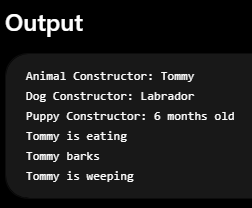 Output
Animal Constructor: Tommy
Dog Constructor: Labrador
Puppy Constructor: 6 months old
Tommy is eating
Tommy barks
Tommy is weeping